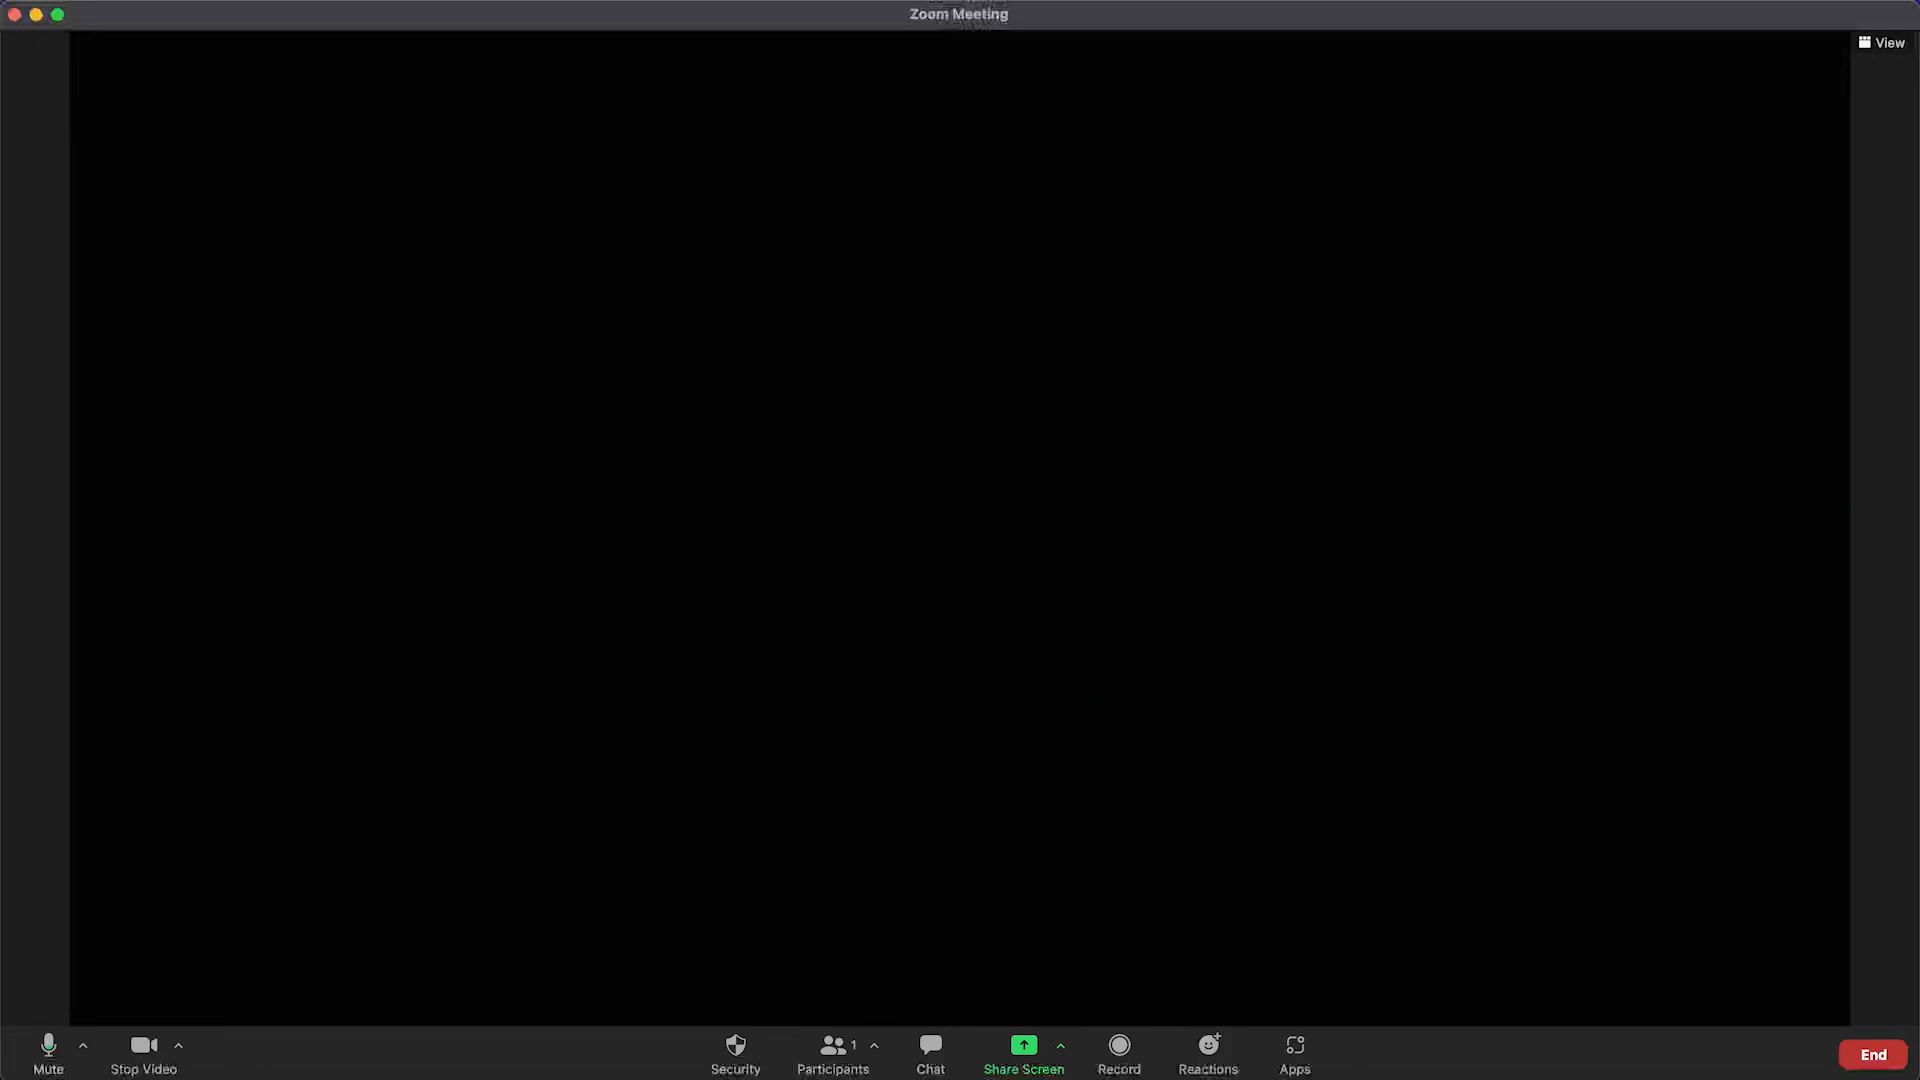 Zoom Meeting
View
Mute
Stop Video
Security
1
Participants
Chat
Share Screen
Record
Reactions
Apps
End